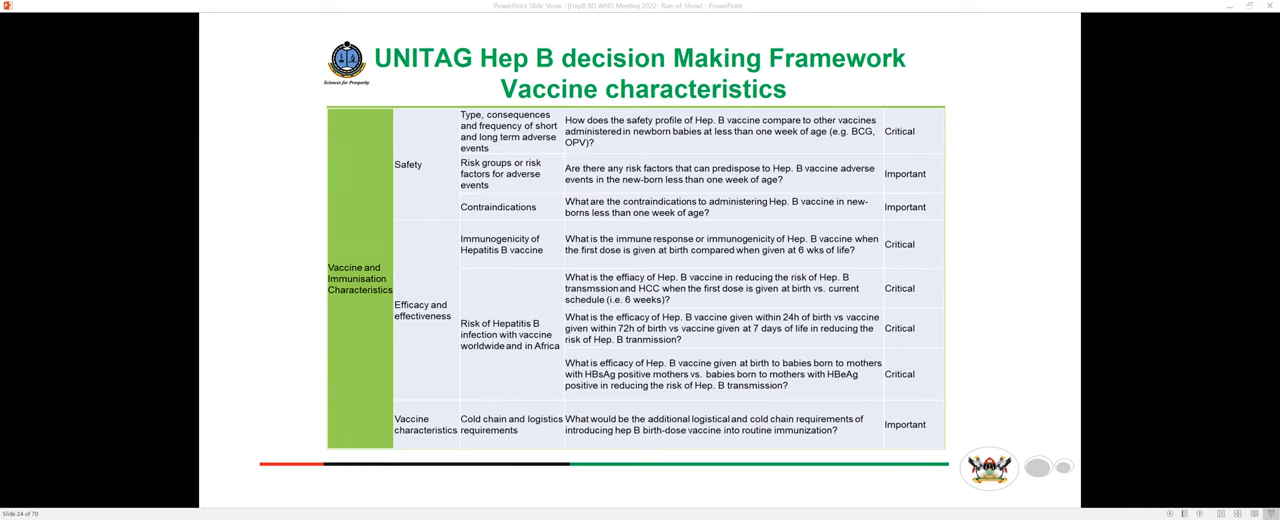 PowerPoint Slide Show - [HepB BD WHO Meeting 2022- Run-of-Show] - PowerPoint
UNITAG Hep B decision Making Framework
Vaccine characteristics
Sciences for Prosperity
Vaccine and
Immunisation
Characteristics
Safety
Type, consequences
and frequency of short
and long term adverse
events
How does the safety profile of Hep. B vaccine compare to other vaccines
administered in newborn babies at less than one week of age (e.g. BCG,
OPV)?
Critical
Risk groups or risk
factors for adverse
events
Are there any risk factors that can predispose to Hep. B vaccine adverse
events in the new-born less than one week of age?
Important
Contraindications
What are the contraindications to administering Hep. B vaccine in new-
borns less than one week of age?
Important
Efficacy and
effectiveness
Immunogenicity of
Hepatitis B vaccine
What is the immune response or immunogenicity of Hep. B vaccine when
the first dose is given at birth compared when given at 6 wks of life?
Critical
Risk of Hepatitis B
infection with vaccine
worldwide and in Africa
What is the effiacy of Hep. B vaccine in reducing the risk of Hep. B
transmssion and HCC when the first dose is given at birth vs. current
schedule (i.e. 6 weeks)?
Critical
What is the efficacy of Hep. B vaccine given within 24h of birth vs vaccine
given within 72h of birth vs vaccine given at 7 days of life in reducing the
risk of Hep. B tranmission?
Critical
What is efficacy of Hep. B vaccine given at birth to babies born to mothers
with HBsAg positive mothers vs. babies born to mothers with HBeAg
positive in reducing the risk of Hep. B transmission?
Critical
Vaccine
characteristics
Cold chain and logistics
requirements
What would be the additional logistical and cold chain requirements of
introducing hep B birth-dose vaccine into routine immunization?
Important
Slide 24 of 70